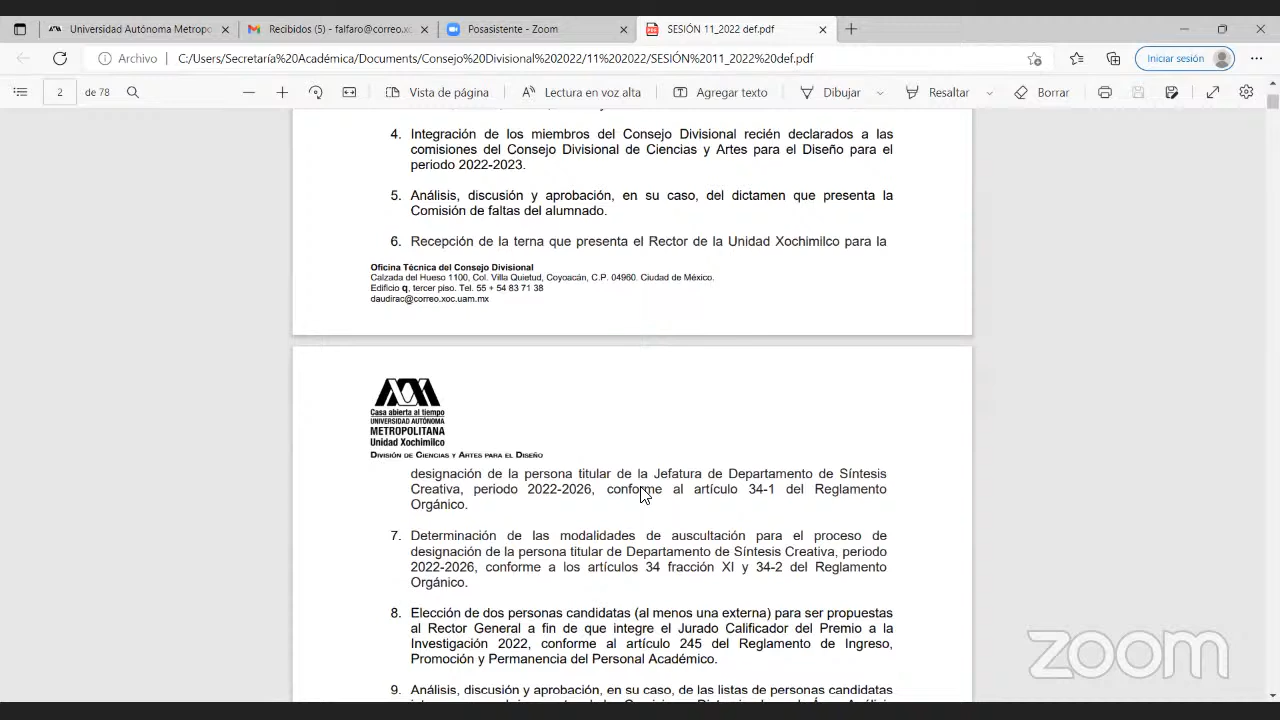 Universidad Autónoma Metropo
Recibidos (5) - falfaro@correo.xo
Posasistente - Zoom
SESIÓN 11_2022 def.pdf
Archivo
C:/Users/Secretaría%20Académica/Documents/Consejo%20Divisional%202022/11%202022/SESIÓN%2011_2022%20def.pdf
Iniciar sesión
2 de 78
Vista de página
Lectura en voz alta
Agregar texto
Dibujar
Resaltar
Borrar
4. Integración de los miembros del Consejo Divisional recién declarados a las
comisiones del Consejo Divisional de Ciencias y Artes para el Diseño para el
periodo 2022-2023.
5. Análisis, discusión y aprobación, en su caso, del dictamen que presenta la
Comisión de faltas del alumnado.
6. Recepción de la terna que presenta el Rector de la Unidad Xochimilco para la
Oficina Técnica del Consejo Divisional
Calzada del Hueso 1100, Col. Villa Quietud, Coyoacán, C.P. 04960. Ciudad de México.
Edificio q, tercer piso. Tel. 55 + 54 83 71 38
daudirac@correo.xoc.uam.mx
Casa abierta al tiempo
UNIVERSIDAD AUTÓNOMA
METROPOLITANA
Unidad Xochimilco
DIVISIÓN DE CIENCIAS Y ARTES PARA EL DISEÑO
designación de la persona titular de la Jefatura de Departamento de Síntesis
Creativa, periodo 2022-2026, conforme al artículo 34-1 del Reglamento
Orgánico.
7. Determinación de las modalidades de auscultación para el proceso de
designación de la persona titular de Departamento de Síntesis Creativa, periodo
2022-2026, conforme a los artículos 34 fracción XI y 34-2 del Reglamento
Orgánico.
8. Elección de dos personas candidatas (al menos una externa) para ser propuestas
al Rector General a fin de que integre el Jurado Calificador del Premio a la
Investigación 2022, conforme al artículo 245 del Reglamento de Ingreso,
Promoción y Permanencia del Personal Académico.
9. Análisis, discusión y aprobación, en su caso, de las listas de personas candidatas
zoom